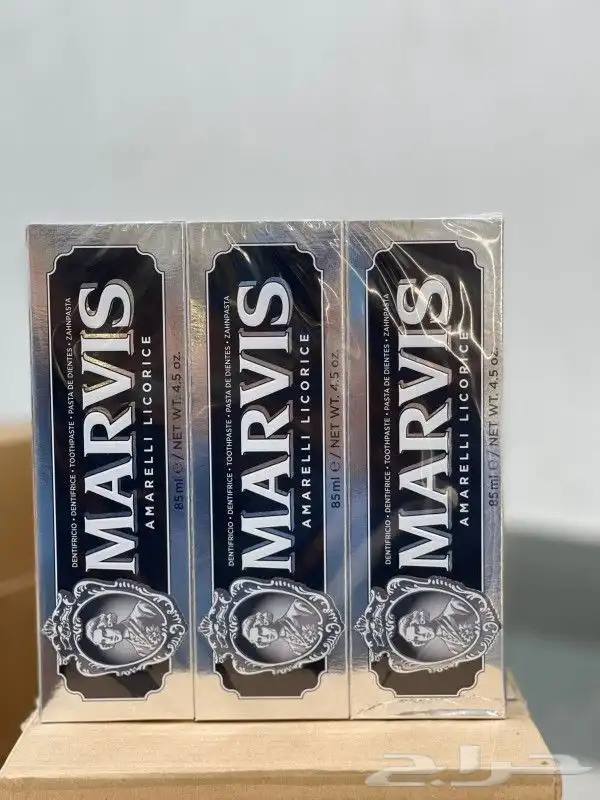 DENTIFRICIO • DENTIFRICE • TOOTHPASTE • PASTA DE DIENTES • ZAHNPASTA
MARVIS
AMARELLI LICORICE
85 ml e / NET WT. 4.5 oz.
DENTIFRICIO • DENTIFRICE • TOOTHPASTE • PASTA DE DIENTES • ZAHNPASTA
MARVIS
AMARELLI LICORICE
85 ml e / NET WT. 4.5 oz.
DENTIFRICIO • DENTIFRICE • TOOTHPASTE • PASTA DE DIENTES • ZAHNPASTA
MARVIS
AMARELLI LICORICE
85 ml e / NET WT. 4.5 oz.
حراج